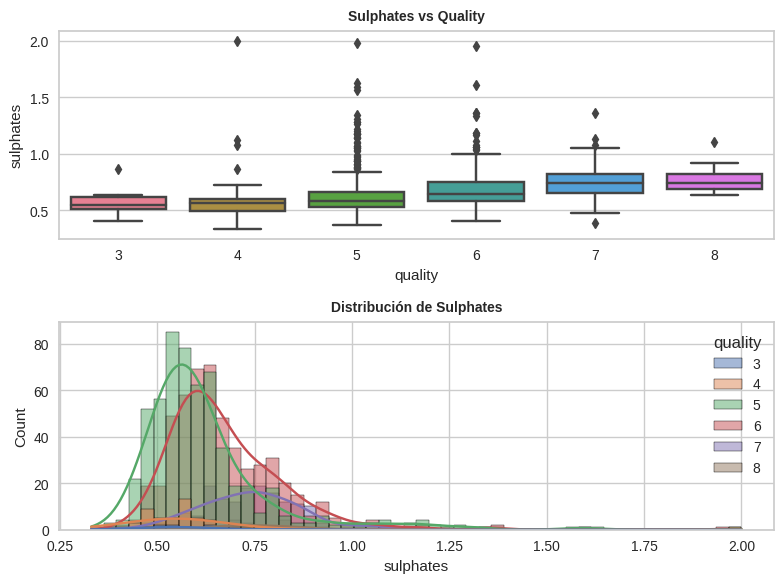 Sulphates vs Quality
sulphates
2.0
1.5
1.0
0.5
3 4 5 6 7 8
quality
Distribución de Sulphates
Count
80
60
40
20
0
quality
3
4
5
6
7
8
0.25 0.50 0.75 1.00 1.25 1.50 1.75 2.00
sulphates